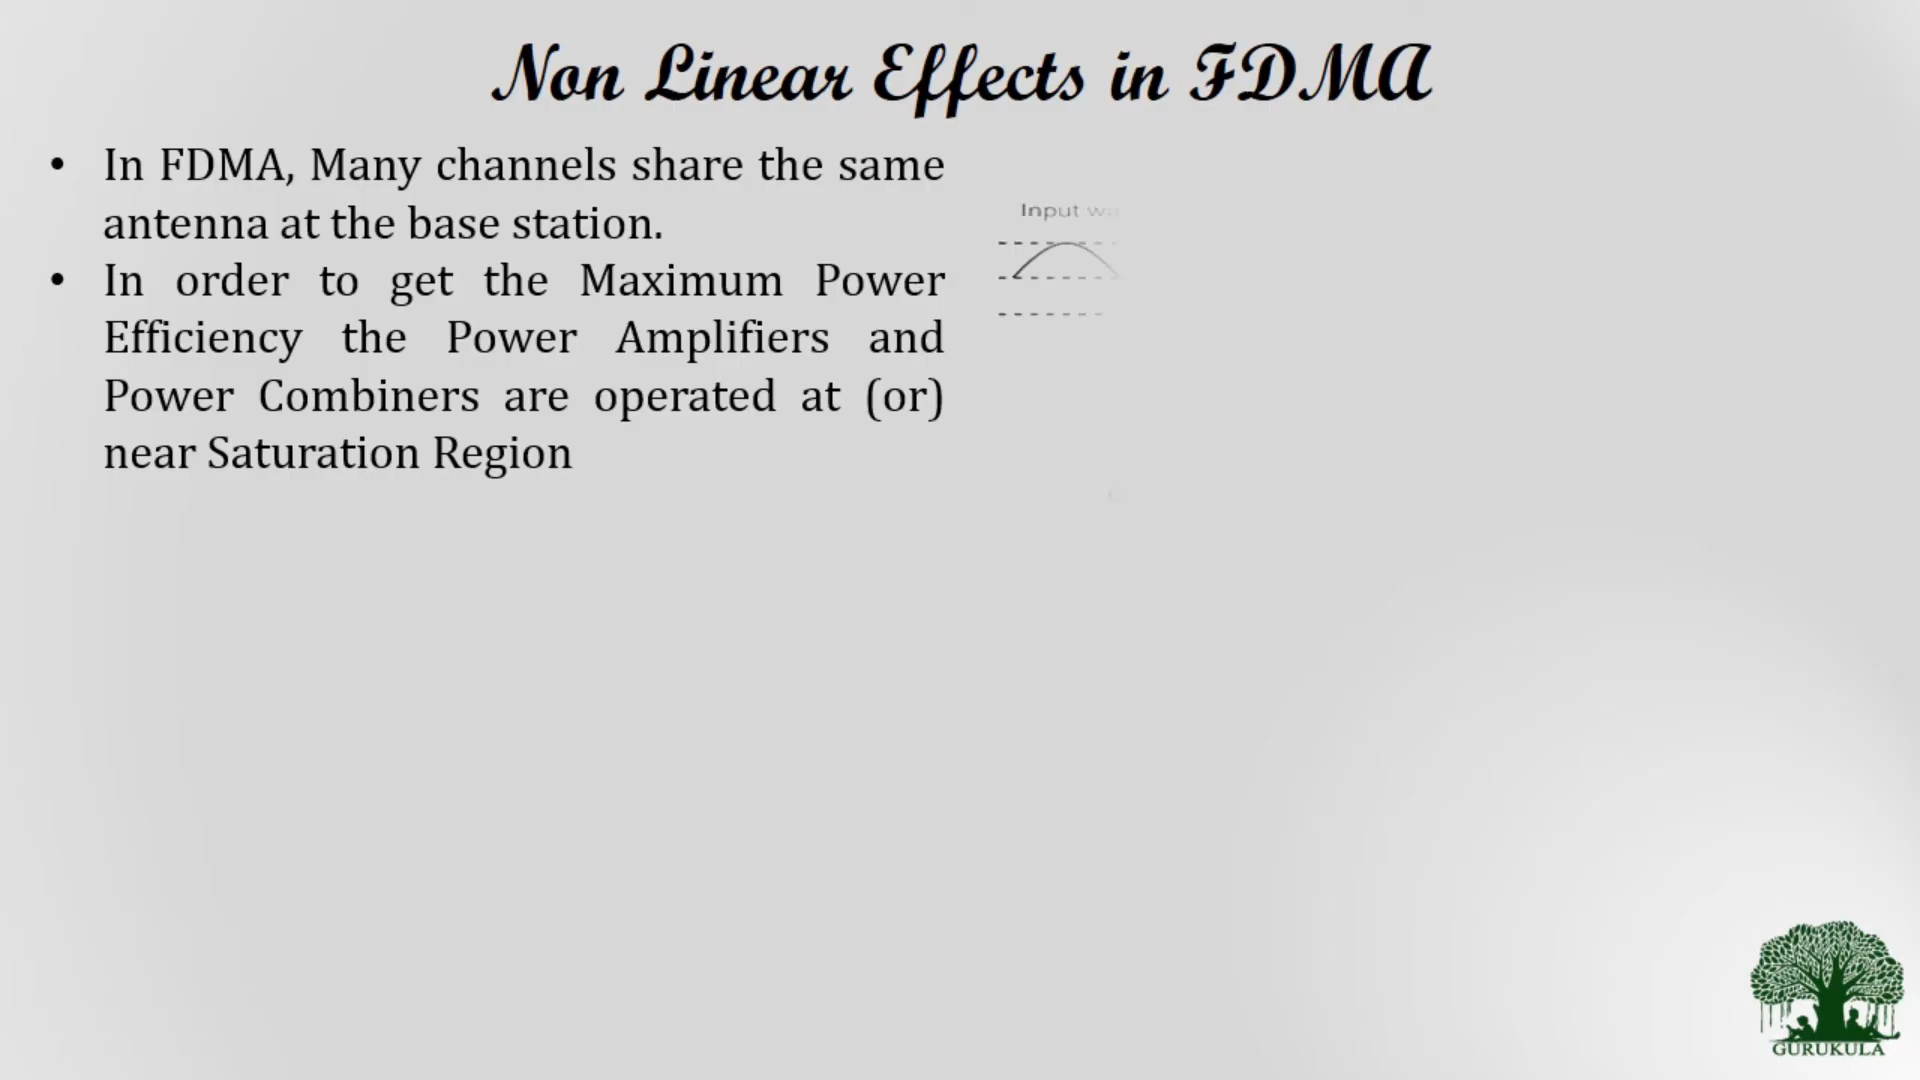 Non Linear Effects in FDMA
• In FDMA, Many channels share the same
antenna at the base station.
• In order to get the Maximum Power
Efficiency the Power Amplifiers and
Power Combiners are operated at (or)
near Saturation Region
Input
GURUKULA